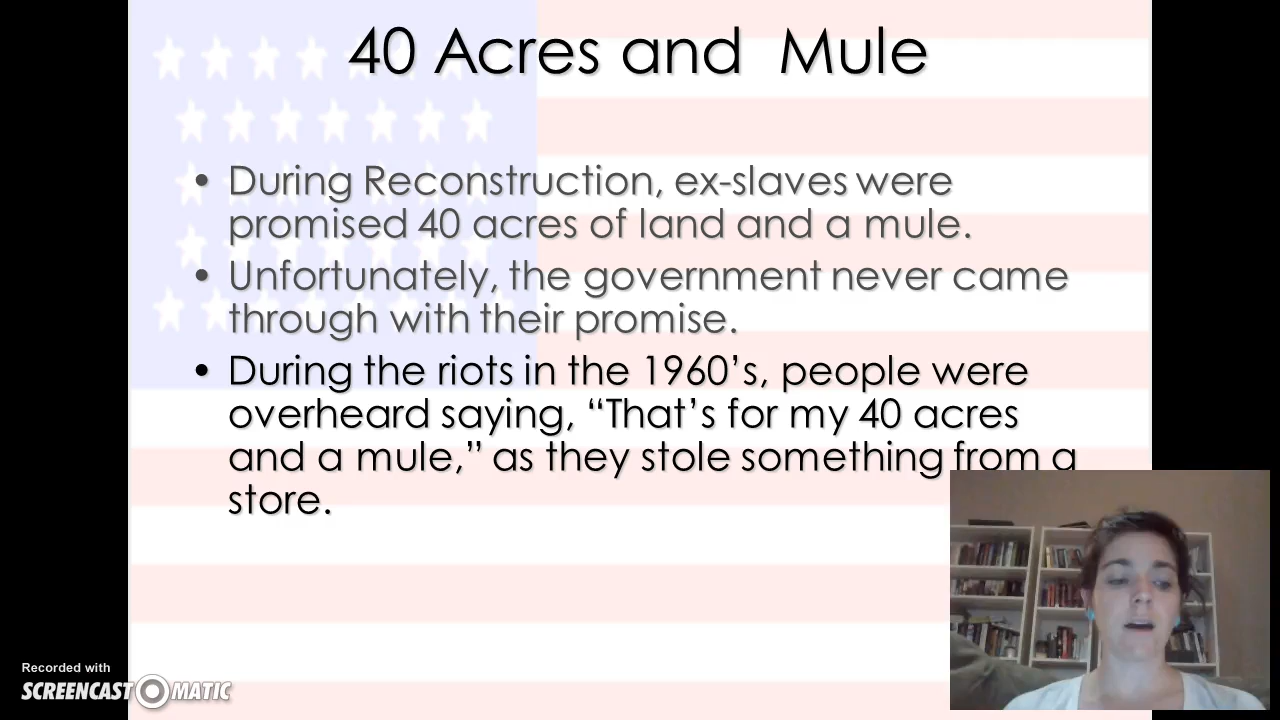 40 Acres and  Mule
• During Reconstruction, ex-slaves were
promised 40 acres of land and a mule.
• Unfortunately, the government never came
through with their promise.
• During the riots in the 1960’s, people were
overheard saying, “That’s for my 40 acres
and a mule,” as they stole something from a
store.
Recorded with
SCREENCAST-O-MATIC